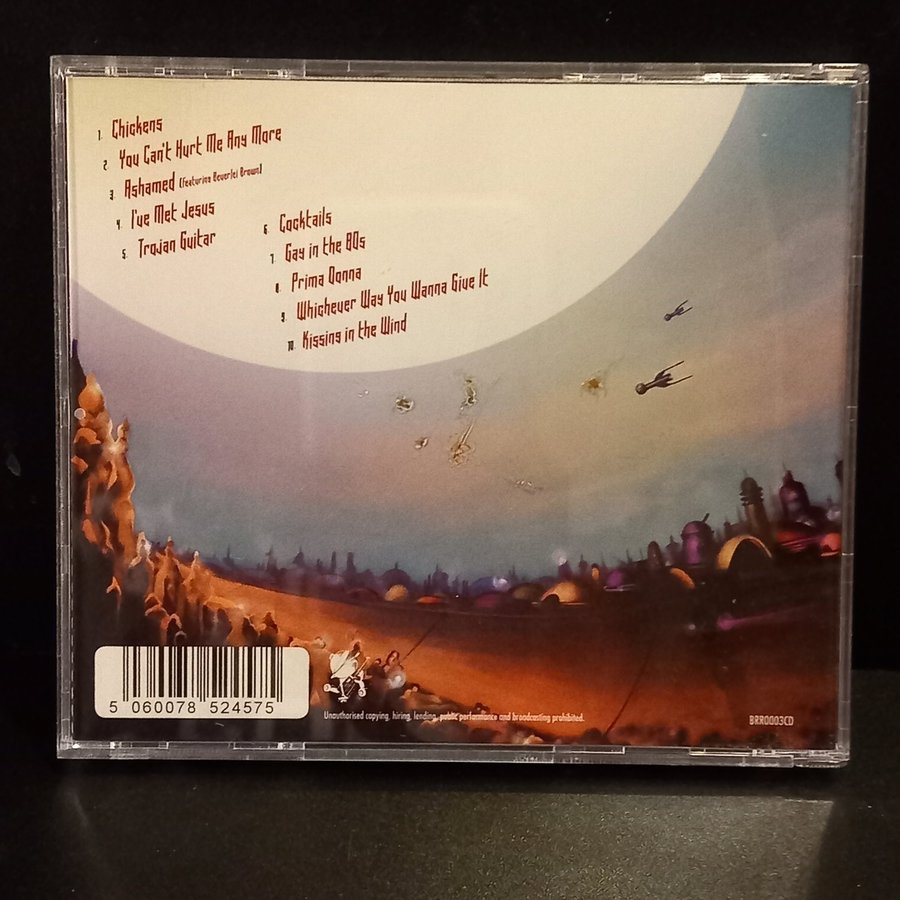 1. Chickens
2. You Can't Hurt Me Any More
3. Ashamed (featuring Beverlei Brown)
4. I've Met Jesus
5. Trojan Guitar
6. Cocktails
7. Gay in the 80s
8. Prima Donna
9. Whichever Way You Wanna Give It
10. Kissing in the Wind
5 060078 524575
Unauthorised copying, hiring, lending, public performance and broadcasting prohibited.
BRR0003CD